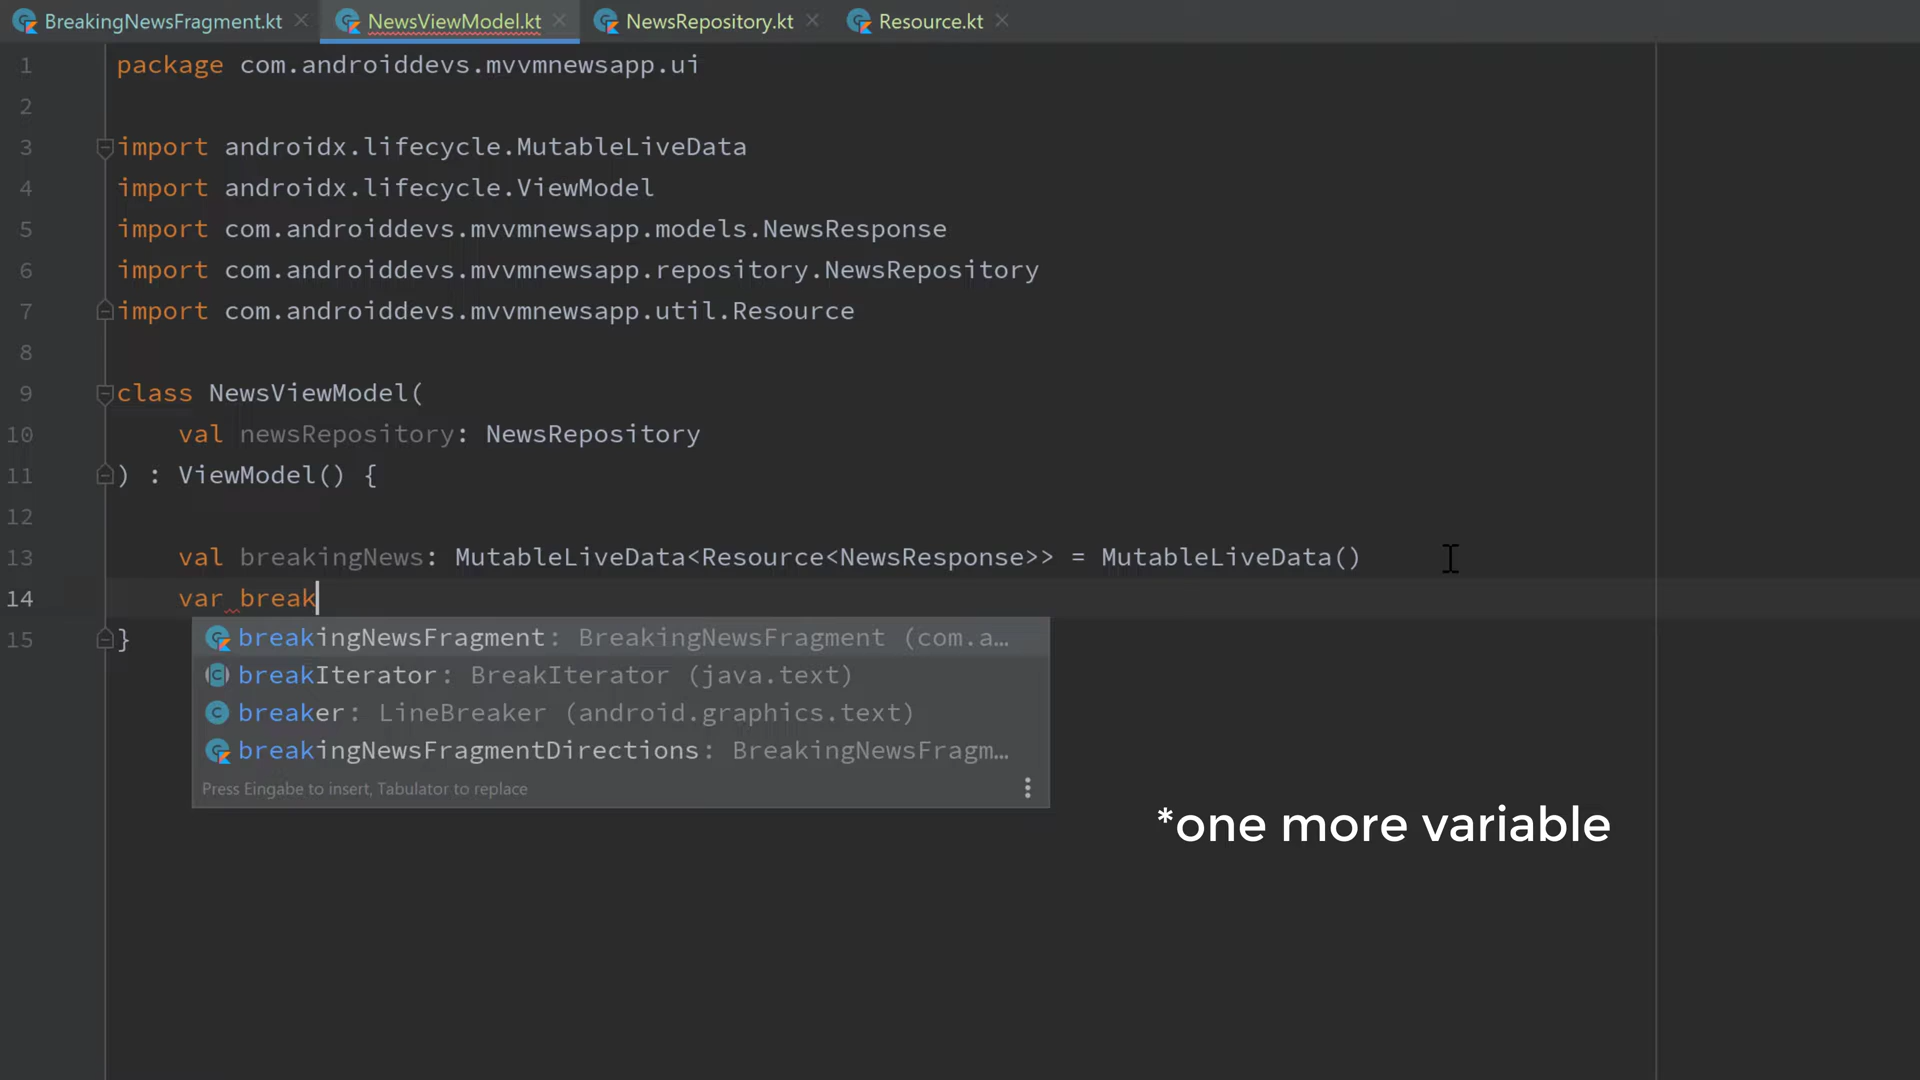 BreakingNewsFragment.kt NewsViewModel.kt NewsRepository.kt Resource.kt
1 package com.androiddevs.mvvmnewsapp.ui
2
3 import androidx.lifecycle.MutableLiveData
4 import androidx.lifecycle.ViewModel
5 import com.androiddevs.mvvmnewsapp.models.NewsResponse
6 import com.androiddevs.mvvmnewsapp.repository.NewsRepository
7 import com.androiddevs.mvvmnewsapp.util.Resource
8
9 class NewsViewModel(
10 val newsRepository: NewsRepository
11 ) : ViewModel() {
12
13 val breakingNews: MutableLiveData<Resource<NewsResponse>> = MutableLiveData()
14 var break
15 }
breakingNewsFragment: BreakingNewsFragment (com.a…
breakIterator: BreakIterator (java.text)
breaker: LineBreaker (android.graphics.text)
breakingNewsFragmentDirections: BreakingNewsFragm…
Press Eingabe to insert, Tabulator to replace
*one more variable